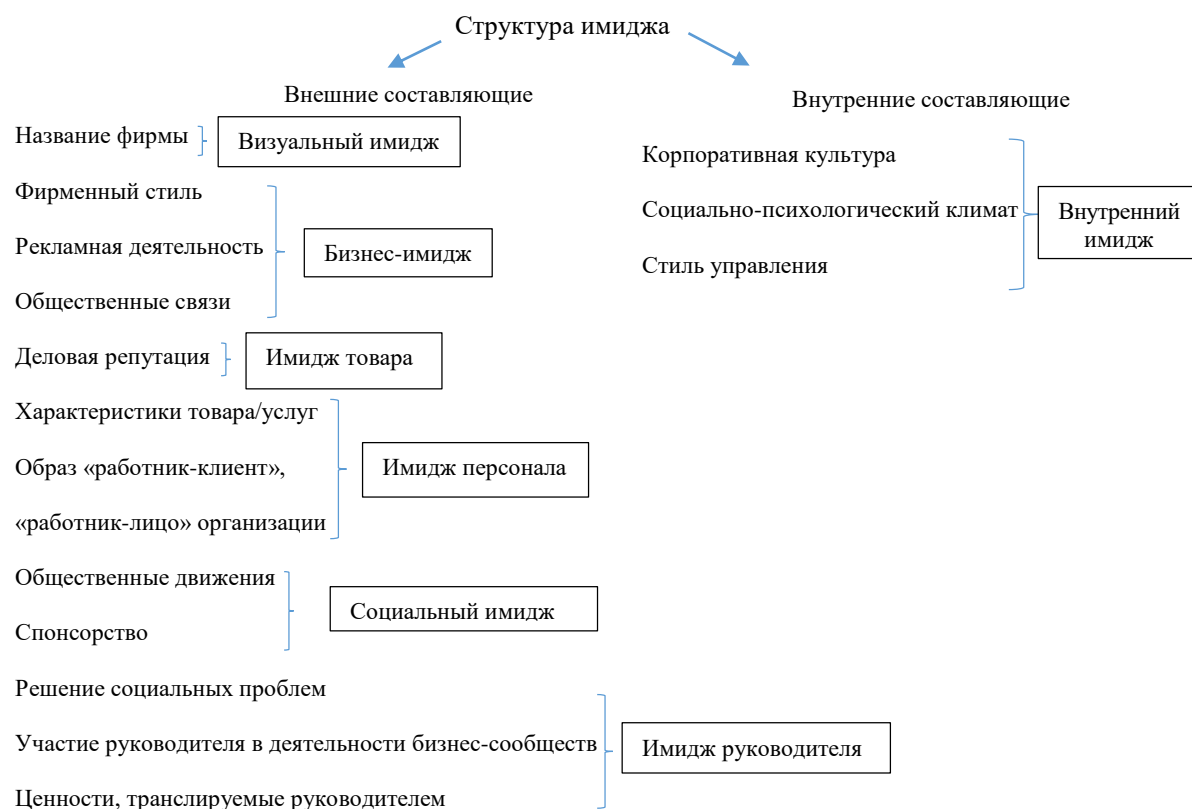 Структура имиджа
Внешние составляющие
Внутренние составляющие
Название фирмы
Визуальный имидж
Фирменный стиль
Рекламная деятельность
Общественные связи
Бизнес-имидж
Деловая репутация
Имидж товара
Характеристики товара/услуг
Образ «работник-клиент»,
«работник-лицо» организации
Имидж персонала
Общественные движения
Спонсорство
Социальный имидж
Решение социальных проблем
Участие руководителя в деятельности бизнес-сообществ
Ценности, транслируемые руководителем
Имидж руководителя
Корпоративная культура
Социально-психологический климат
Стиль управления
Внутренний
имидж